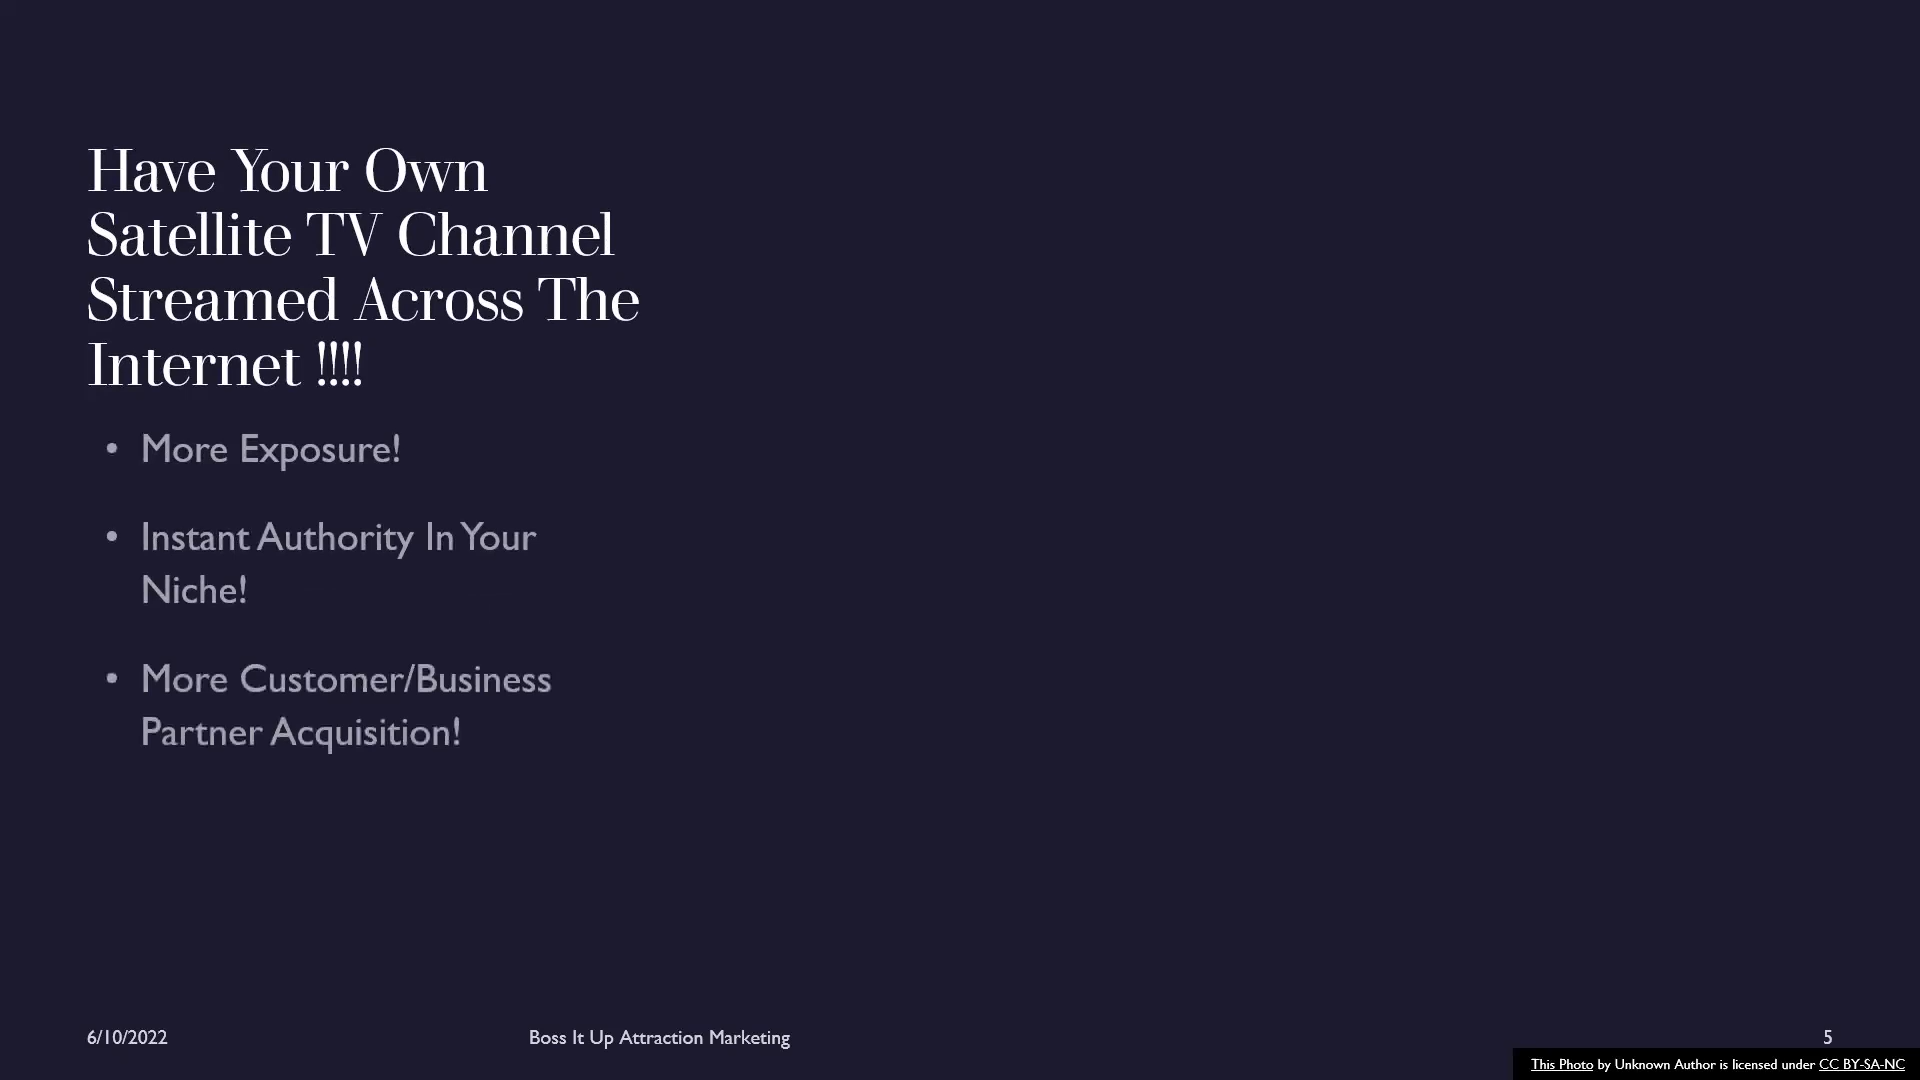 Have Your Own
Satellite TV Channel
Streamed Across The
Internet !!!!
• More Exposure!
• Instant Authority In Your
Niche!
• More Customer/Business
Partner Acquisition!
6/10/2022
Boss It Up Attraction Marketing
5
This Photo by Unknown Author is licensed under CC BY-SA-NC